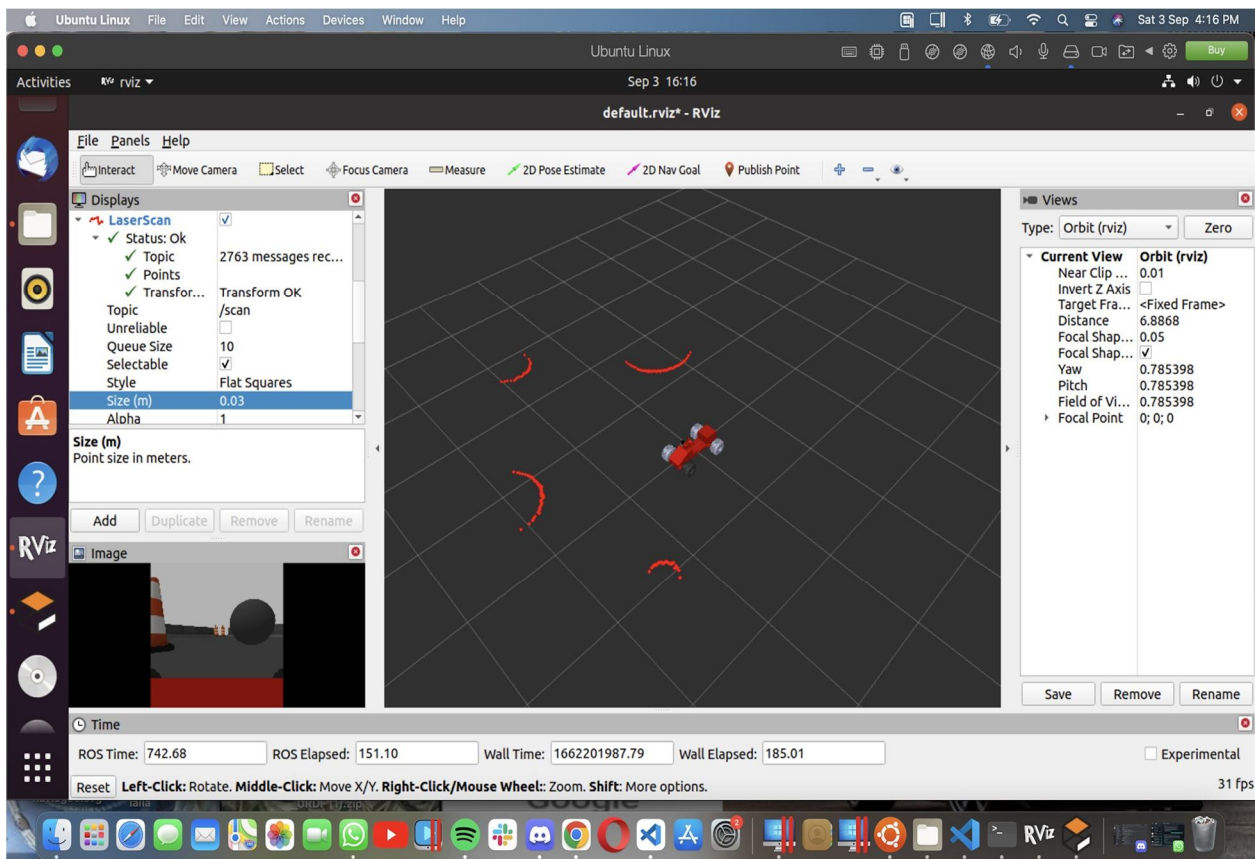 Ubuntu Linux File Edit View Actions Devices Window Help Sat 3 Sep 4:16 PM
Ubuntu Linux Buy
Activities RViz rviz Sep 3 16:16
default.rviz* - RViz
File Panels Help
Interact Move Camera Select Focus Camera Measure 2D Pose Estimate 2D Nav Goal Publish Point
Displays
LaserScan
Status: Ok
Topic 2763 messages rec...
Points
Transfor... Transform OK
Topic /scan
Unreliable
Queue Size 10
Selectable
Style Flat Squares
Size (m) 0.03
Alpha 1
Size (m)
Point size in meters.
Add Duplicate Remove Rename
Image
Views
Type: Orbit (rviz) Zero
Current View Orbit (rviz)
Near Clip ... 0.01
Invert Z Axis
Target Fra... <Fixed Frame>
Distance 6.8868
Focal Shap... 0.05
Focal Shap...
Yaw 0.785398
Pitch 0.785398
Field of Vi... 0.785398
Focal Point 0; 0; 0
Save Remove Rename
RViz
Time
ROS Time: 742.68 ROS Elapsed: 151.10 Wall Time: 1662201987.79 Wall Elapsed: 185.01 Experimental
Reset Left-Click: Rotate. Middle-Click: Move X/Y. Right-Click/Mouse Wheel:: Zoom. Shift: More options. 31 fps
Google
2
RViz